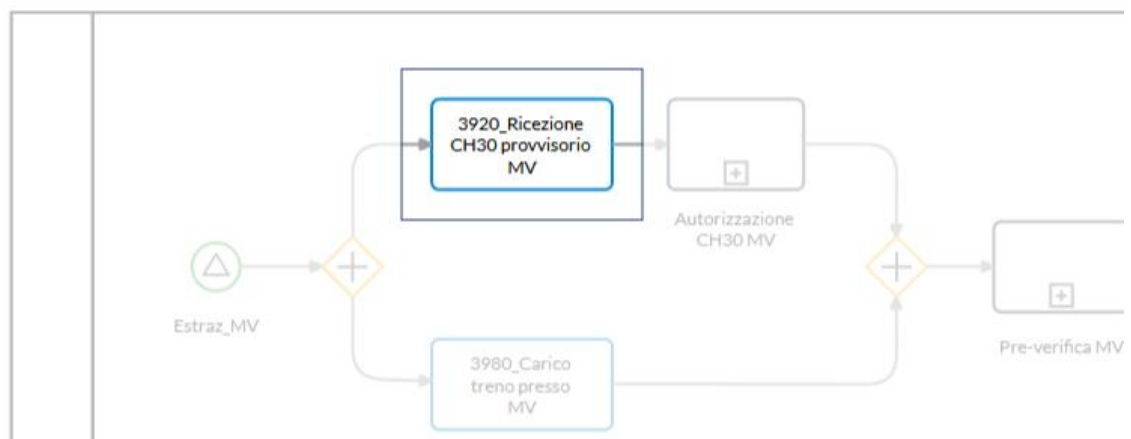 3920_Ricezione
CH30 provvisorio
MV
Autorizzazione
CH30 MV
Estraz_MV
Pre-verifica MV
3980_Carico
treno presso
MV